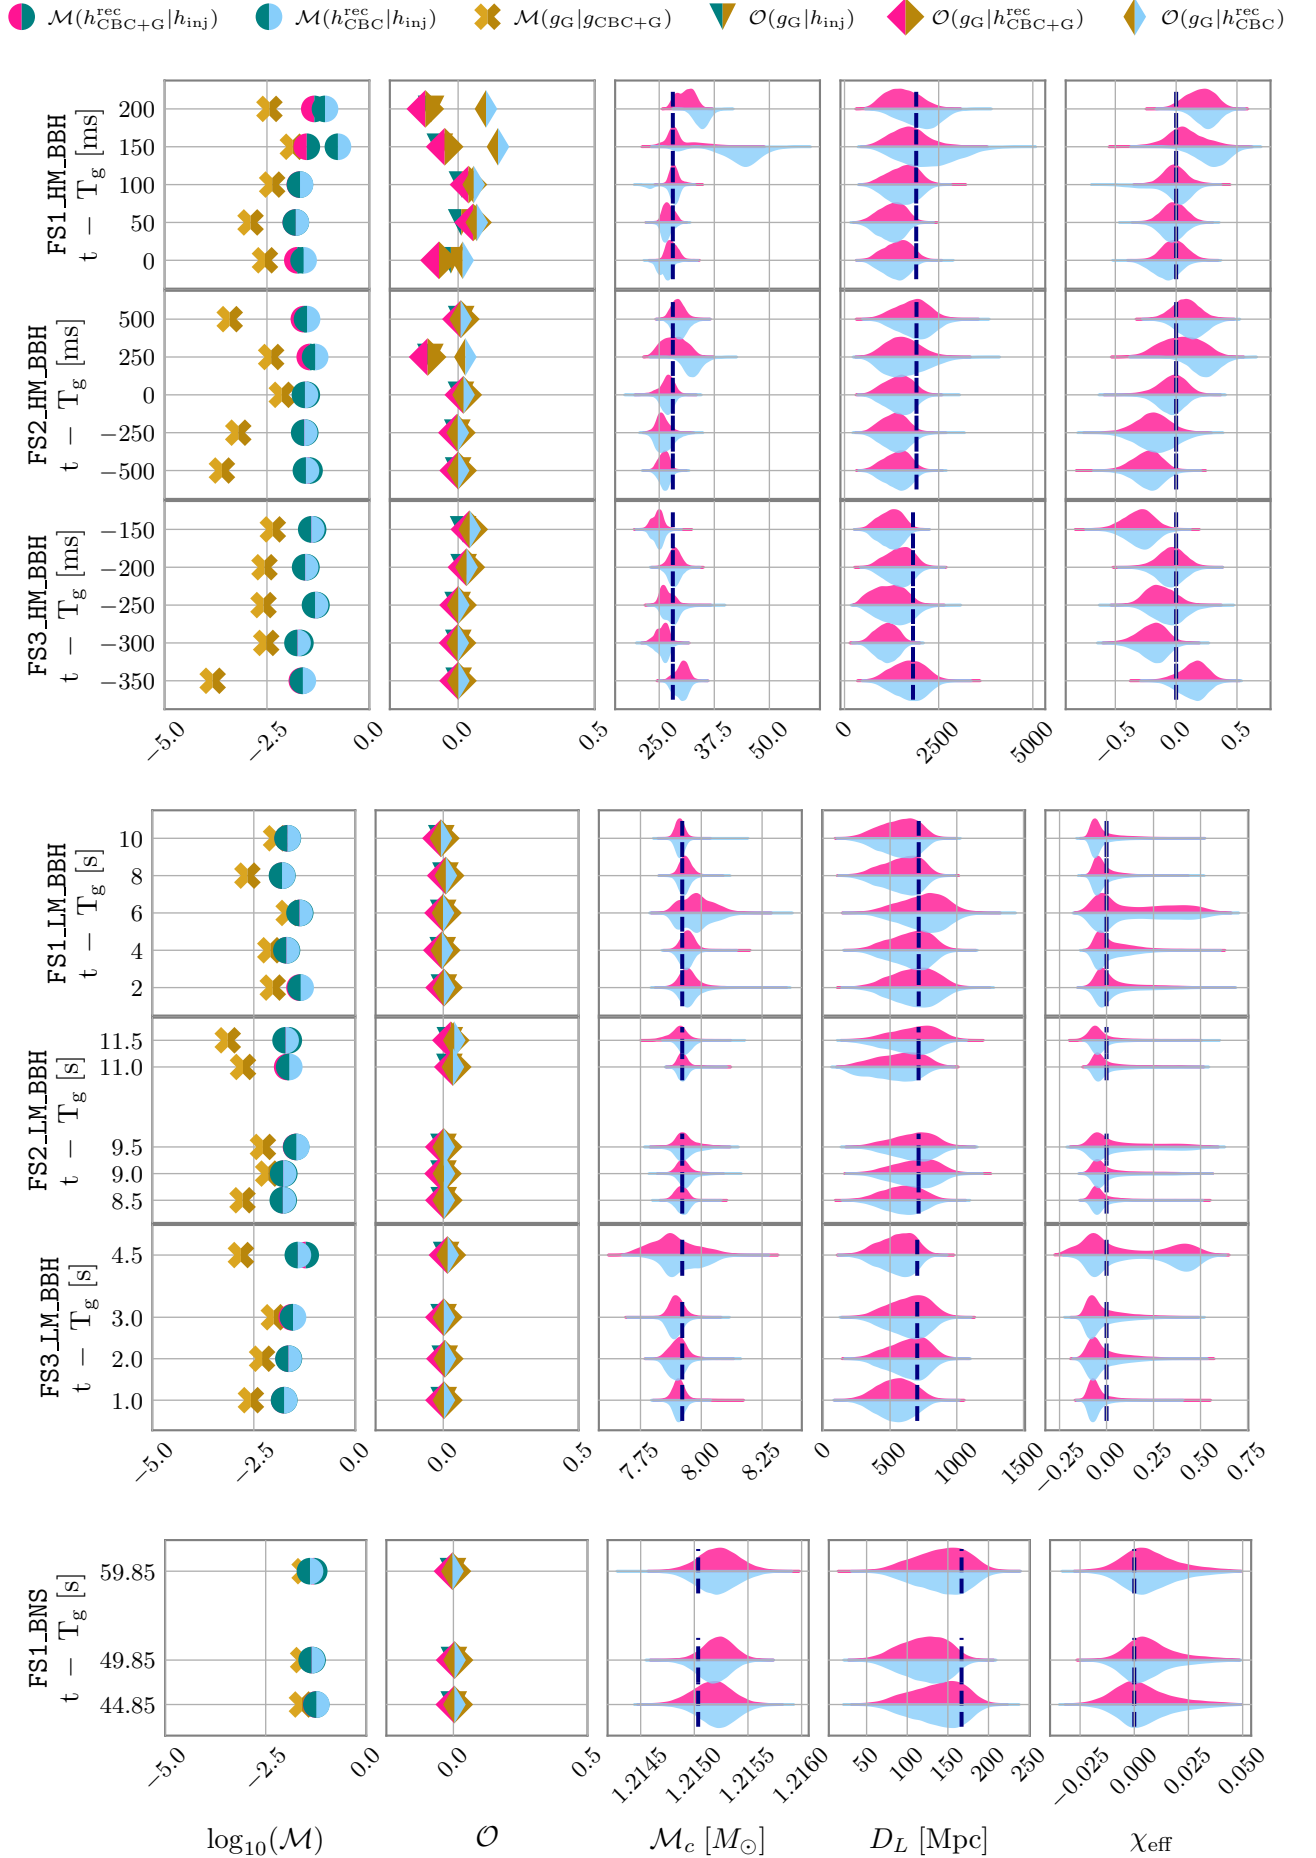 M(h^rec_CBC+G|h_inj) M(h^rec_CBC|h_inj) M(g_G|g_CBC+G) O(g_G|h_inj) O(g_G|h^rec_CBC+G) O(g_G|h^rec_CBC)
FS1_HM_BBH
t − T_g [ms]
200
150
100
50
0
FS2_HM_BBH
t − T_g [ms]
500
250
0
−250
−500
FS3_HM_BBH
t − T_g [ms]
−150
−200
−250
−300
−350
−5.0 −2.5 0.0 0.0 0.5 25.0 37.5 50.0 0 2500 5000 −0.5 0.0 0.5
FS1_LM_BBH
t − T_g [s]
10
8
6
4
2
FS2_LM_BBH
t − T_g [s]
11.5
11.0
9.5
9.0
8.5
FS3_LM_BBH
t − T_g [s]
4.5
3.0
2.0
1.0
−5.0 −2.5 0.0 0.0 0.5 7.75 8.00 8.25 0 500 1000 1500 −0.25 0.00 0.25 0.50 0.75
FS1_BNS
t − T_g [s]
59.85
49.85
44.85
−5.0 −2.5 0.0 0.0 0.5 1.2145 1.2150 1.2155 1.2160 50 100 150 200 250 −0.025 0.000 0.025 0.050
log₁₀(M) O M_c [M_⊙] D_L [Mpc] χ_eff